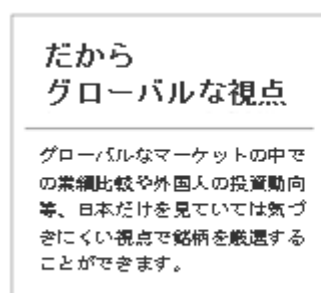 だから
グローバルな視点
グローバルなマーケットの中で
の業績比較や外国人の投資動向
等、日本だけを見ていては気づ
きにくい視点で銘柄を厳選する
ことができます。